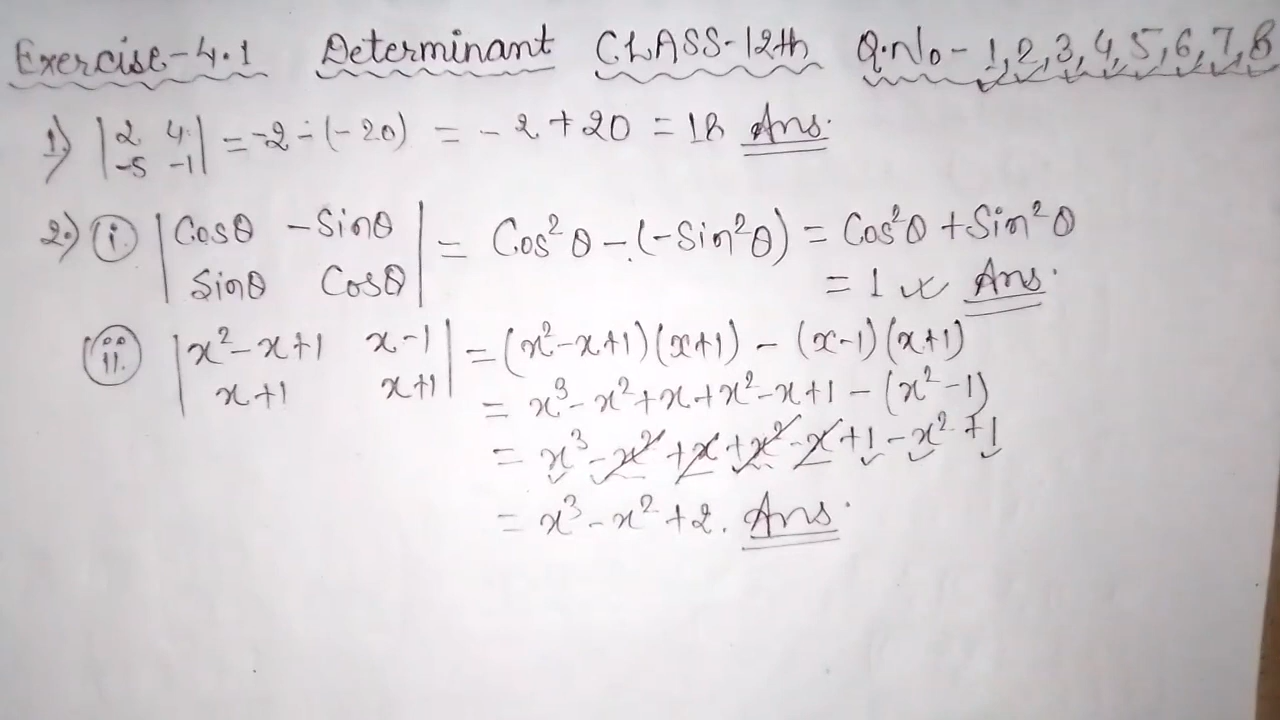 Exercise-4.1 Determinant CLASS-12th Q.No-1,2,3,4,5,6,7,8
1) |2 4| = -2-(-20) = -2+20 = 18 Ans.
|-5 -1|
2.) (i.) |Cosθ -Sinθ| = Cos²θ-(-Sin²θ) = Cos²θ+Sin²θ
|Sinθ Cosθ| = 1 Ans.
(ii.) |x²-x+1 x-1| = (x²-x+1)(x+1) - (x-1)(x+1)
|x+1 x+1| = x³-x²+x+x²-x+1-(x²-1)
= x³-x²+x+x²-x+1-x²+1
= x³-x²+2. Ans.